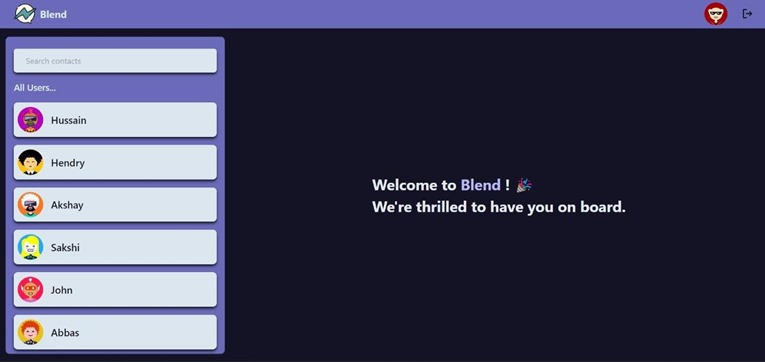 Blend
Search contacts
All Users...
Hussain
Hendry
Akshay
Sakshi
John
Abbas
Welcome to Blend ! 🎉
We're thrilled to have you on board.